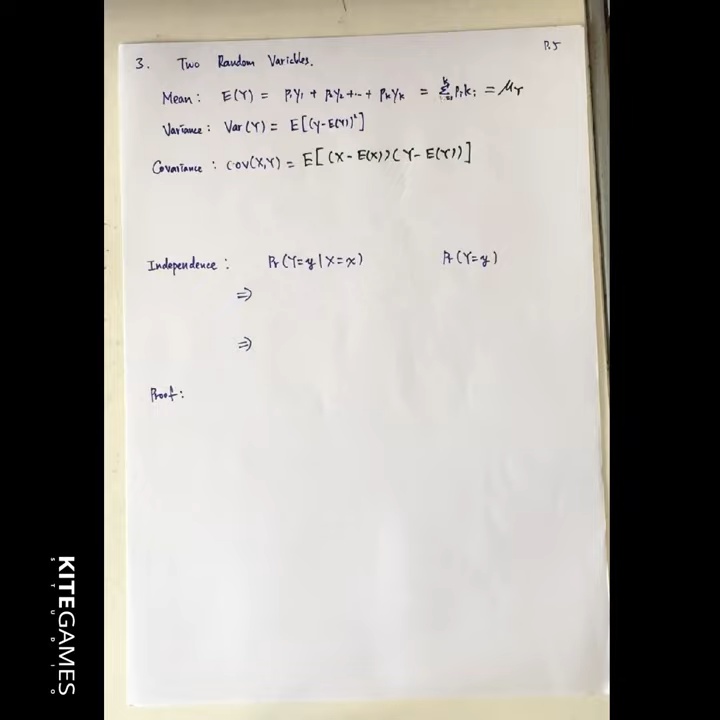 P.5
3. Two Random Variables.
Mean: E(Y) = P₁Y₁ + P₂Y₂ + ... + PₖYₖ = Σ Pᵢkᵢ = μ_Y
Variance: Var(Y) = E[(y-E(Y))²]
Covariance: cov(X,Y) = E[(X-E(X))(Y-E(Y))]
Independence: Pr(Y=y|X=x) Pr(Y=y)
⇒
⇒
Proof:
KITEGAMES
STUDIO